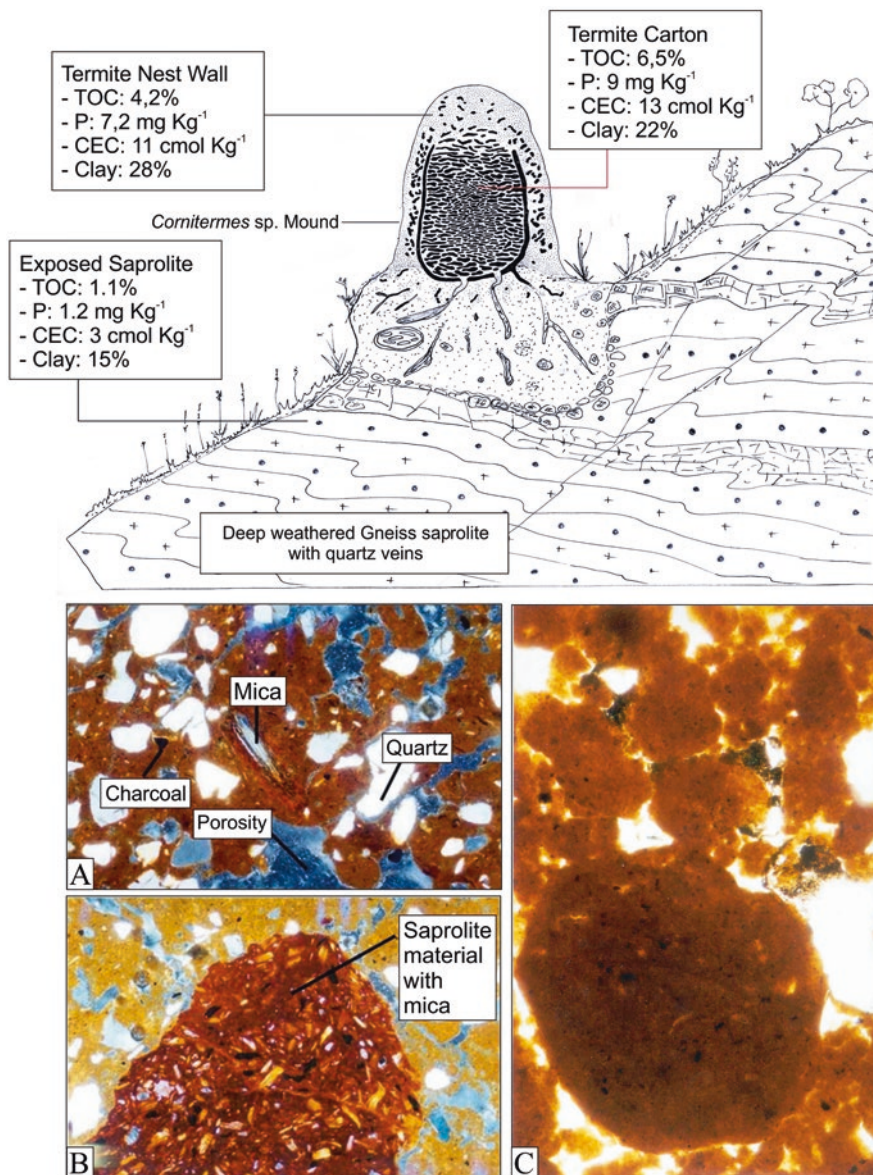 Termite Nest Wall
- TOC: 4,2%
- P: 7,2 mg Kg⁻¹
- CEC: 11 cmol Kg⁻¹
- Clay: 28%
Termite Carton
- TOC: 6,5%
- P: 9 mg Kg⁻¹
- CEC: 13 cmol Kg⁻¹
- Clay: 22%
Cornitermes sp. Mound
Exposed Saprolite
- TOC: 1.1%
- P: 1.2 mg Kg⁻¹
- CEC: 3 cmol Kg⁻¹
- Clay: 15%
Deep weathered Gneiss saprolite
with quartz veins
Mica
Quartz
Charcoal
Porosity
A
Saprolite
material
with
mica
B
C